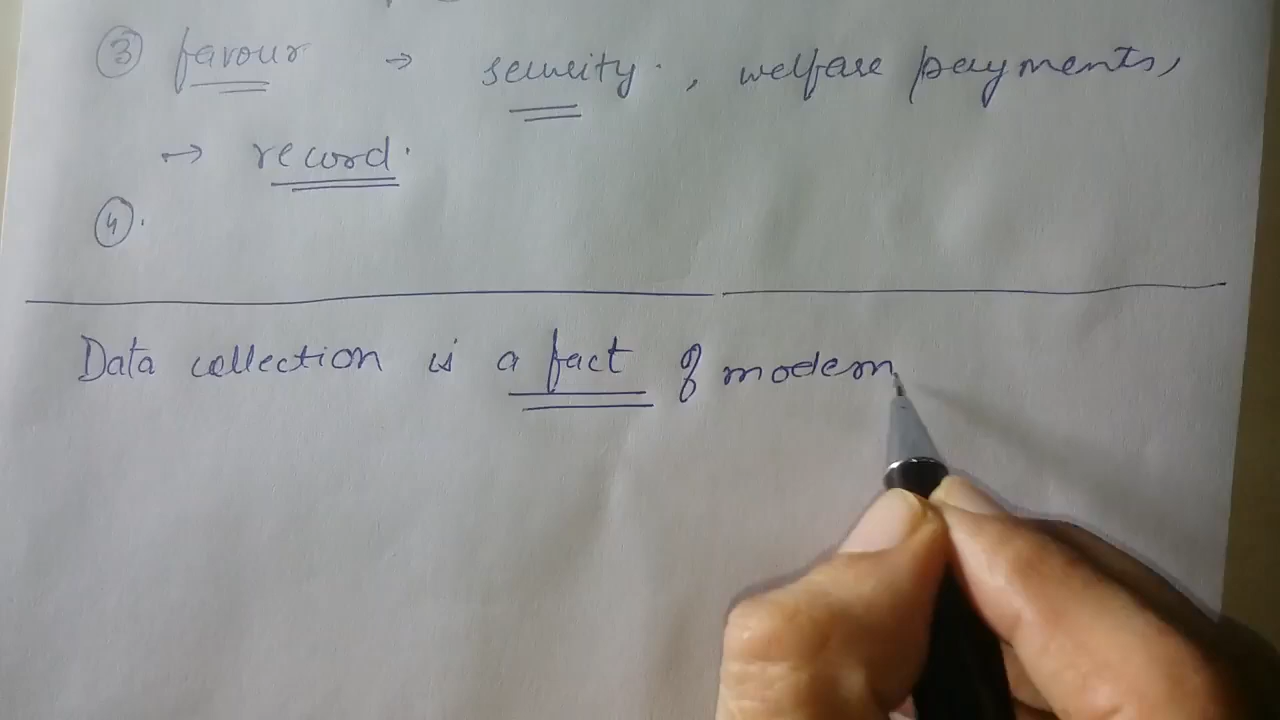 ③ favour → security. , welfare payments,
→ record.
④.
Data collection is a fact of modern